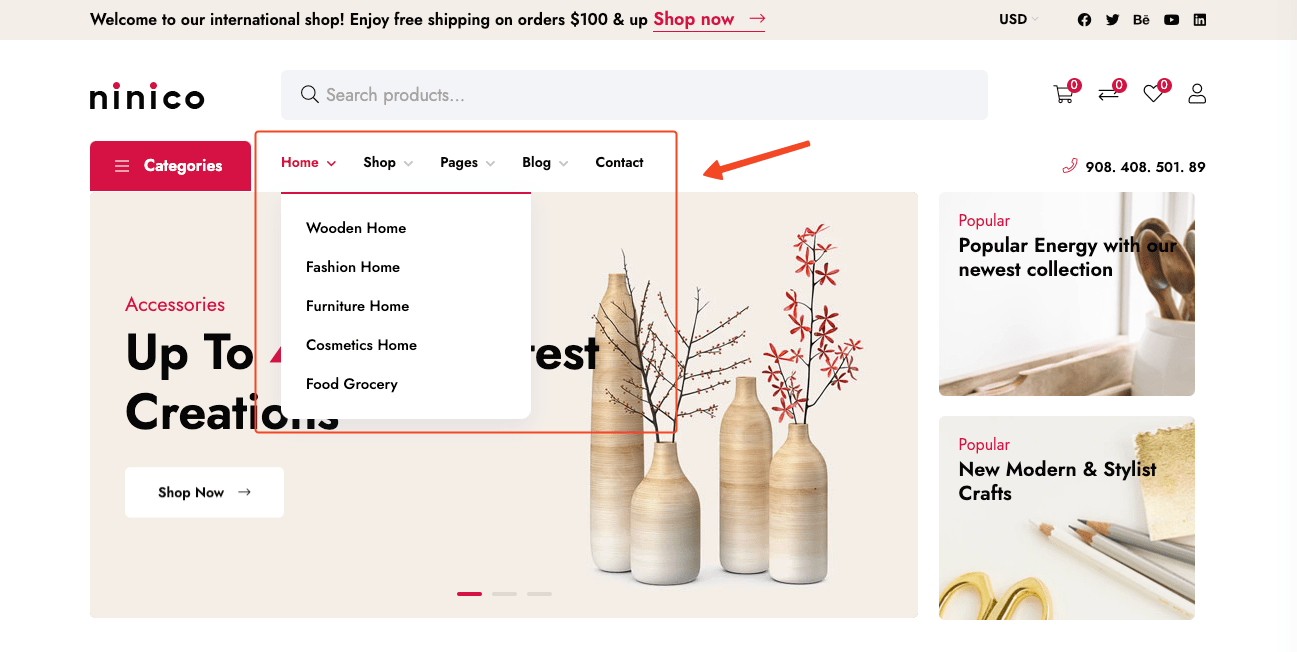 Welcome to our international shop! Enjoy free shipping on orders $100 & up Shop now
USD
Bē
ninico
Search products...
0 0 0
Categories
Home Shop Pages Blog Contact
908. 408. 501. 89
Wooden Home
Fashion Home
Furniture Home
Cosmetics Home
Food Grocery
Accessories
Up To
Creations
Shop Now
Popular
Popular Energy with our
newest collection
Popular
New Modern & Stylist
Crafts